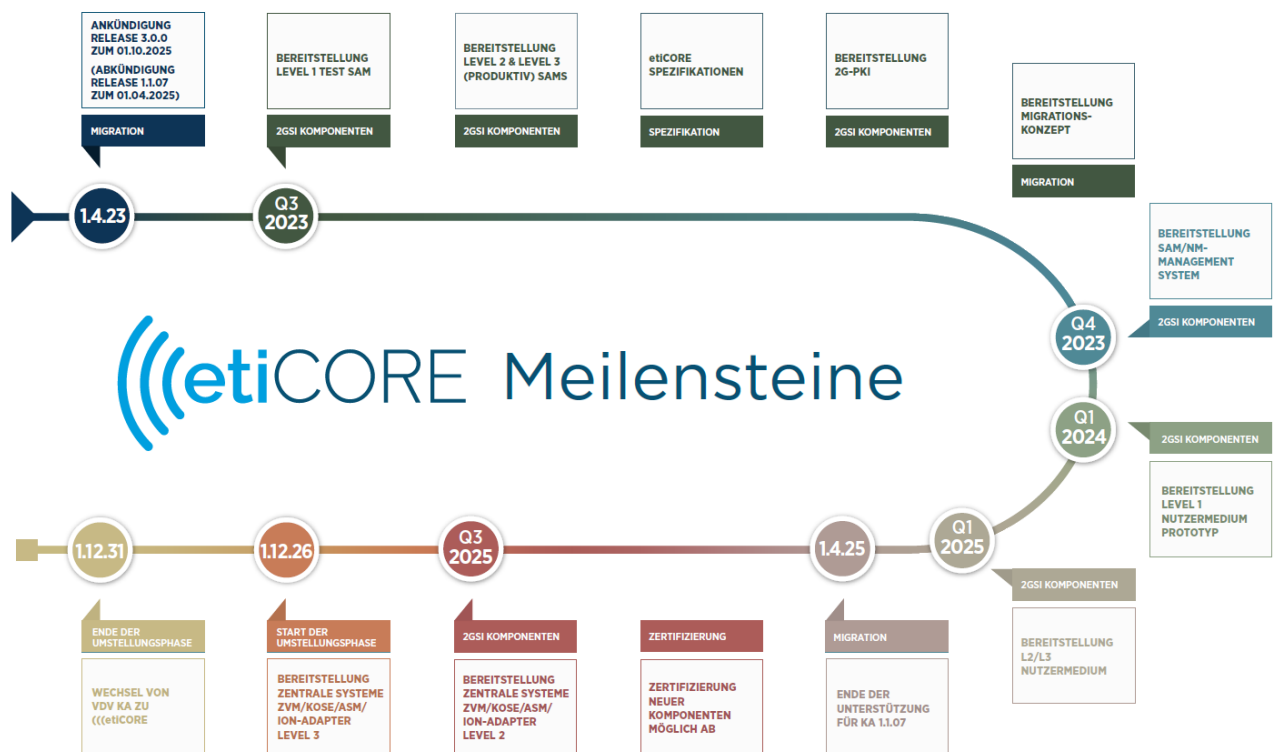 ANKÜNDIGUNG
RELEASE 3.0.0
ZUM 01.10.2025
(ABKÜNDIGUNG
RELEASE 1.1.07
ZUM 01.04.2025)
MIGRATION
1.4.23
BEREITSTELLUNG
LEVEL 1 TEST SAM
2GSI KOMPONENTEN
Q3
2023
BEREITSTELLUNG
LEVEL 2 & LEVEL 3
(PRODUKTIV) SAMS
2GSI KOMPONENTEN
etiCORE
SPEZIFIKATIONEN
SPEZIFIKATION
BEREITSTELLUNG
2G-PKI
2GSI KOMPONENTEN
BEREITSTELLUNG
MIGRATIONS-
KONZEPT
MIGRATION
BEREITSTELLUNG
SAM/NM-
MANAGEMENT
SYSTEM
2GSI KOMPONENTEN
Q4
2023
(((etiCORE Meilensteine
Q1
2024
2GSI KOMPONENTEN
BEREITSTELLUNG
LEVEL 1
NUTZERMEDIUM
PROTOTYP
Q1
2025
2GSI KOMPONENTEN
BEREITSTELLUNG
L2/L3
NUTZERMEDIUM
1.4.25
MIGRATION
ENDE DER
UNTERSTÜTZUNG
FÜR KA 1.1.07
ZERTIFIZIERUNG
ZERTIFIZIERUNG
NEUER
KOMPONENTEN
MÖGLICH AB
Q3
2025
2GSI KOMPONENTEN
BEREITSTELLUNG
ZENTRALE SYSTEME
ZVM/KOSE/ASM/
ION-ADAPTER
LEVEL 2
1.12.26
START DER
UMSTELLUNGSPHASE
BEREITSTELLUNG
ZENTRALE SYSTEME
ZVM/KOSE/ASM/
ION-ADAPTER
LEVEL 3
1.12.31
ENDE DER
UMSTELLUNGSPHASE
WECHSEL VON
VDV KA ZU
(((etiCORE